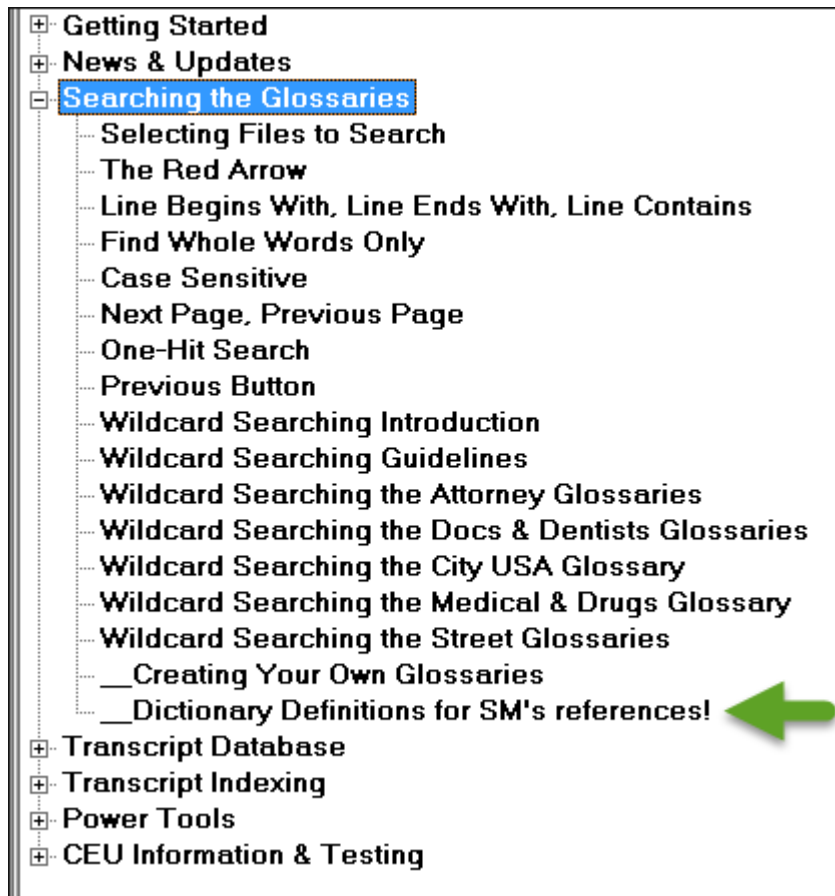 Getting Started
News & Updates
Searching the Glossaries
Selecting Files to Search
The Red Arrow
Line Begins With, Line Ends With, Line Contains
Find Whole Words Only
Case Sensitive
Next Page, Previous Page
One-Hit Search
Previous Button
Wildcard Searching Introduction
Wildcard Searching Guidelines
Wildcard Searching the Attorney Glossaries
Wildcard Searching the Docs & Dentists Glossaries
Wildcard Searching the City USA Glossary
Wildcard Searching the Medical & Drugs Glossary
Wildcard Searching the Street Glossaries
__Creating Your Own Glossaries
__Dictionary Definitions for SM's references!
Transcript Database
Transcript Indexing
Power Tools
CEU Information & Testing